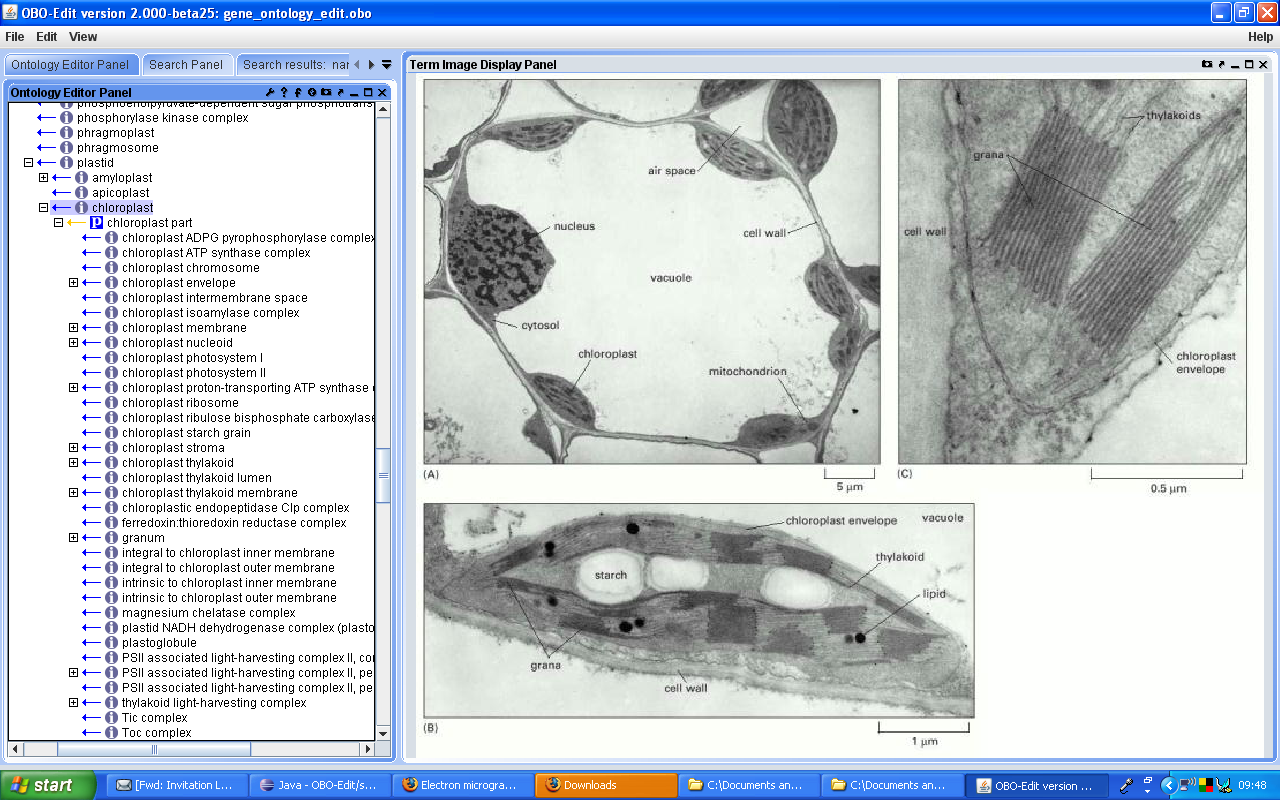 OBO-Edit version 2.000-beta25: gene_ontology_edit.obo
File Edit View Help
Ontology Editor Panel Search Panel Search results: nar
Ontology Editor Panel
phosphoenolpyruvate-dependent sugar phosphotrans
phosphorylase kinase complex
phragmoplast
phragmosome
plastid
amyloplast
apicoplast
chloroplast
P chloroplast part
chloroplast ADPG pyrophosphorylase complex
chloroplast ATP synthase complex
chloroplast chromosome
chloroplast envelope
chloroplast intermembrane space
chloroplast isoamylase complex
chloroplast membrane
chloroplast nucleoid
chloroplast photosystem I
chloroplast photosystem II
chloroplast proton-transporting ATP synthase
chloroplast ribosome
chloroplast ribulose bisphosphate carboxylase
chloroplast starch grain
chloroplast stroma
chloroplast thylakoid
chloroplast thylakoid lumen
chloroplast thylakoid membrane
chloroplastic endopeptidase Clp complex
ferredoxin:thioredoxin reductase complex
granum
integral to chloroplast inner membrane
integral to chloroplast outer membrane
intrinsic to chloroplast inner membrane
intrinsic to chloroplast outer membrane
magnesium chelatase complex
plastid NADH dehydrogenase complex (plasto
plastoglobule
PSII associated light-harvesting complex II, co
PSII associated light-harvesting complex II, pe
PSII associated light-harvesting complex II, pe
thylakoid light-harvesting complex
Tic complex
Toc complex
Term Image Display Panel
air space
nucleus
cell wall
vacuole
cytosol
chloroplast
mitochondrion
(A)
5 µm
thylakoids
grana
cell wall
chloroplast
envelope
(C)
0.5 µm
chloroplast envelope
vacuole
thylakoid
starch
lipid
grana
cell wall
(B)
1 µm
start [Fwd: Invitation L... Java - OBO-Edit/s... Electron microgra... Downloads C:\Documents an... C:\Documents an... OBO-Edit version ... 09:48